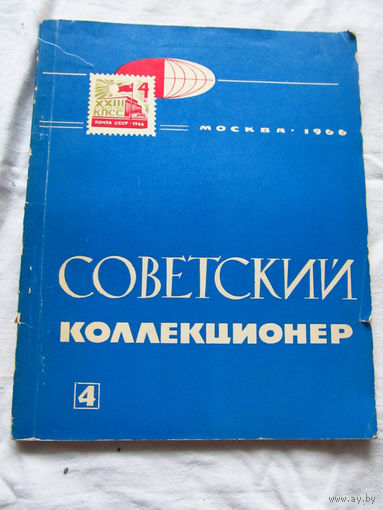 4
XXIII
КПСС
ПОЧТА СССР • 1966
МОСКВА • 1966
СОВЕТСКИЙ
КОЛЛЕКЦИОНЕР
4
www.ay.by